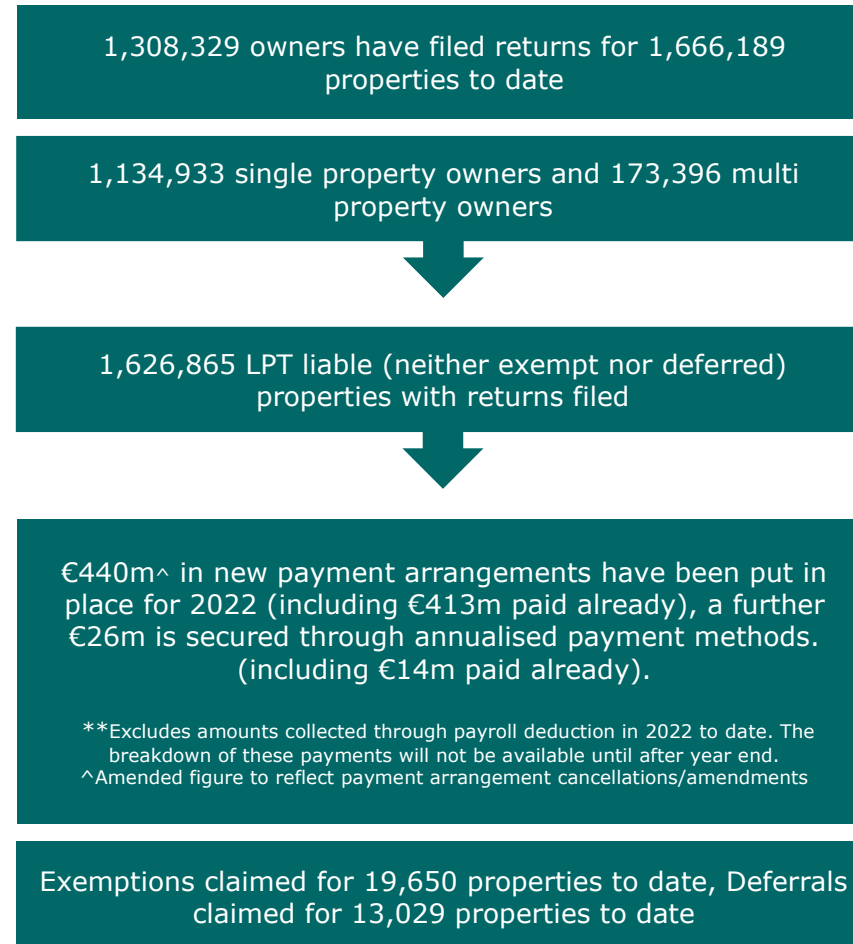 1,308,329 owners have filed returns for 1,666,189
properties to date
1,134,933 single property owners and 173,396 multi
property owners
1,626,865 LPT liable (neither exempt nor deferred)
properties with returns filed
€440m^ in new payment arrangements have been put in
place for 2022 (including €413m paid already), a further
€26m is secured through annualised payment methods.
(including €14m paid already).
**Excludes amounts collected through payroll deduction in 2022 to date. The
breakdown of these payments will not be available until after year end.
^Amended figure to reflect payment arrangement cancellations/amendments
Exemptions claimed for 19,650 properties to date, Deferrals
claimed for 13,029 properties to date